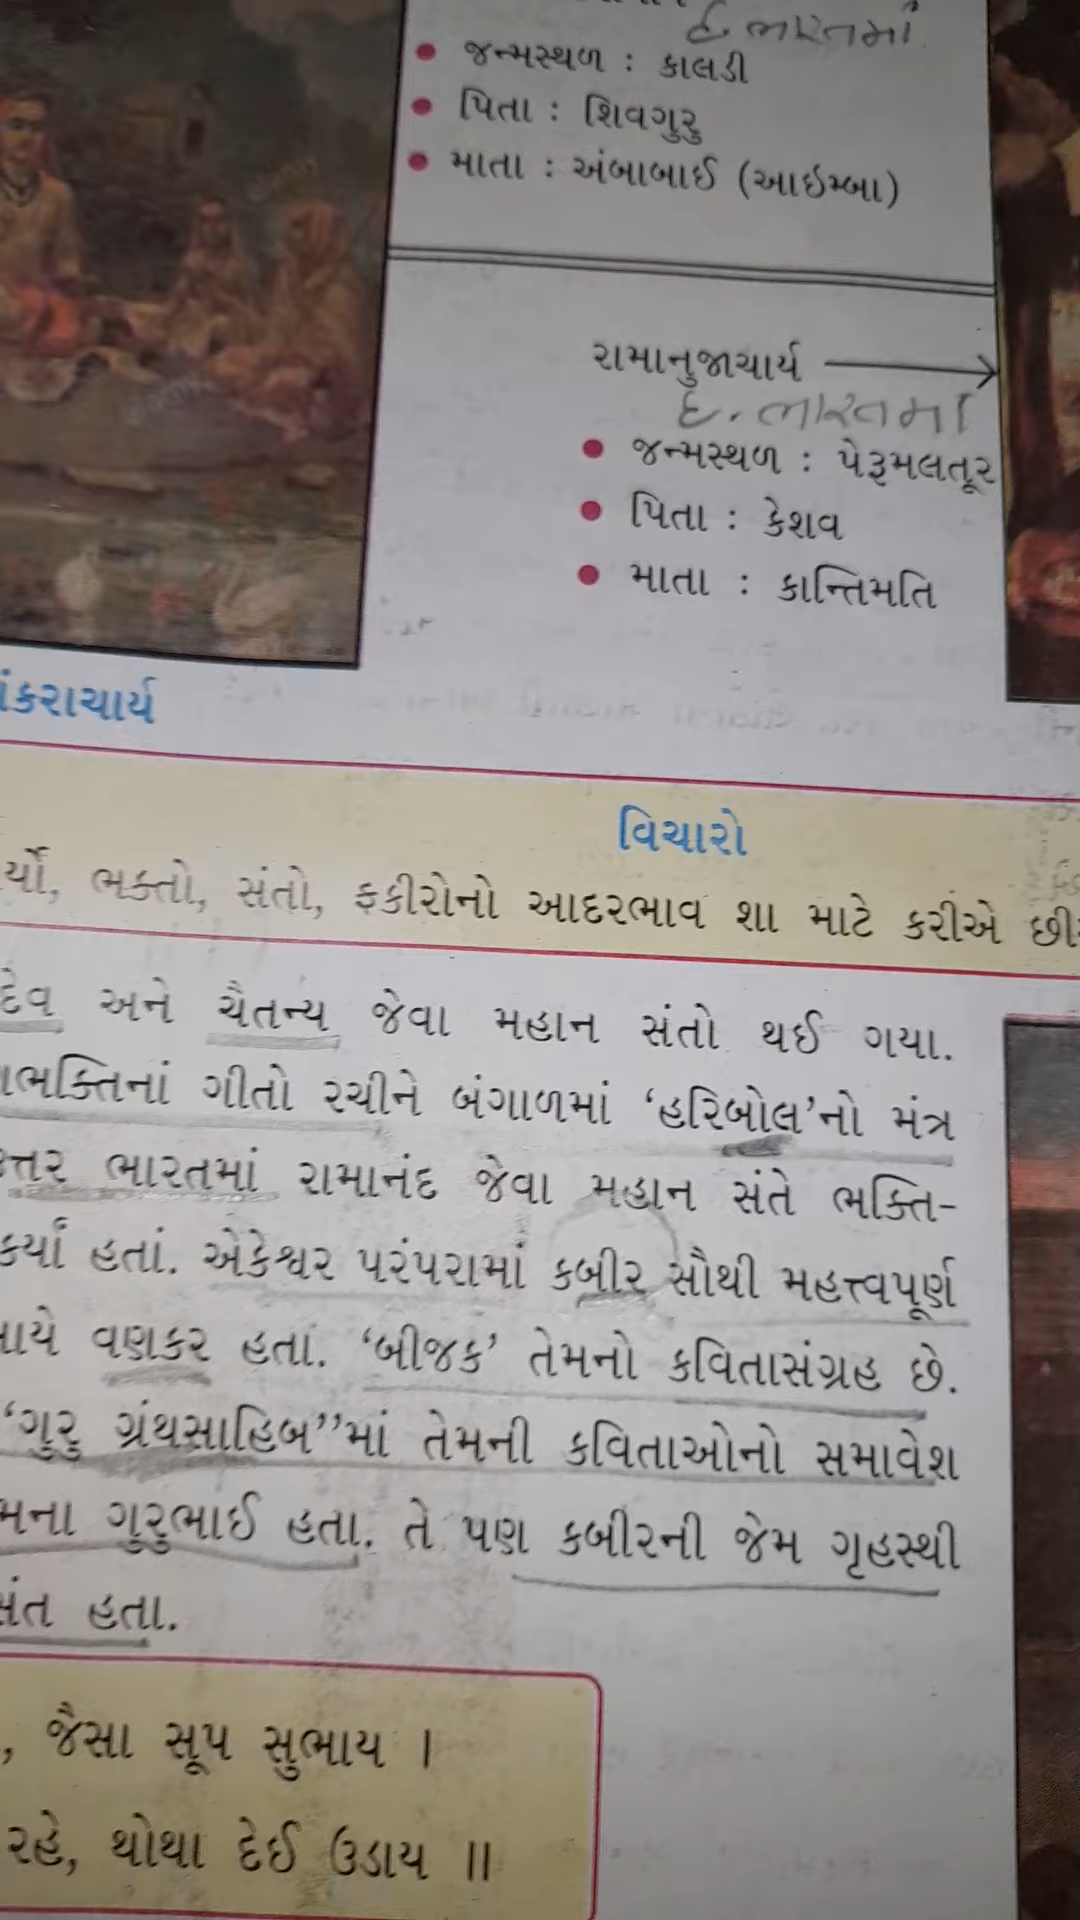 દ. ભારતમાં
જન્મસ્થળ : કાલડી
પિતા : શિવગુરુ
માતા : અંબાબાઈ (આઇમ્બા)
રામાનુજાચાર્ય
દ. ભારતમાં
જન્મસ્થળ : પેરૂમલતૂર
પિતા : કેશવ
માતા : કાન્તિમતિ
ંકરાચાર્ય
વિચારો
ર્યો, ભક્તો, સંતો, ફકીરોનો આદરભાવ શા માટે કરીએ
દેવ અને ચૈતન્ય જેવા મહાન સંતો થઈ ગયા.
ભક્તિનાં ગીતો રચીને બંગાળમાં ‘હરિબોલ’નો મંત્ર
ત્તર ભારતમાં રામાનંદ જેવા મહાન સંતે ભક્તિ-
કર્યાં હતાં. એકેશ્વર પરંપરામાં કબીર સૌથી મહત્ત્વપૂર્ણ
ાયે વણકર હતા. ‘બીજક’ તેમનો કવિતાસંગ્રહ છે.
‘ગુરુ ગ્રંથસાહિબ’’માં તેમની કવિતાઓનો સમાવેશ
મના ગુરુભાઈ હતા. તે પણ કબીરની જેમ ગૃહસ્થી
સંત હતા.
, જૈસા સૂપ સુભાય ।
રહે, થોથા દેઈ ઉડાય ॥